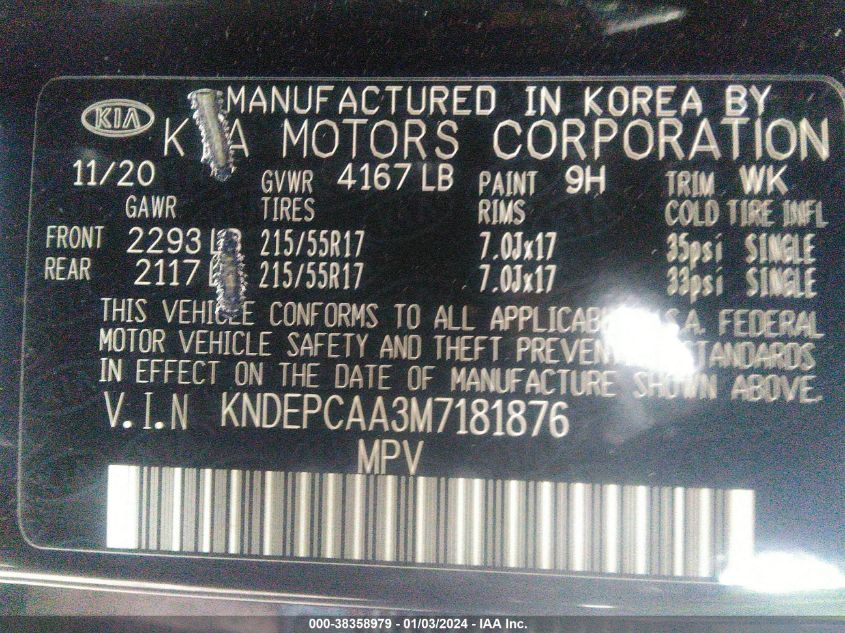 KIA MANUFACTURED IN KOREA BY
K A MOTORS CORPORATION
11/20 GVWR 4167 LB PAINT 9H TRIM WK
GAWR TIRES RIMS COLD TIRE INFL
FRONT 2293 215/55R17 7.0Jx17 35psi SINGLE
REAR 2117 215/55R17 7.0Jx17 33psi SINGLE
THIS VEHICLE CONFORMS TO ALL FEDERAL
MOTOR VEHICLE SAFETY AND THEFT STANDARDS
IN EFFECT ON THE DATE OF MANUFACTURE SHOWN ABOVE.
V.I.N KNDEPCAA3M7181876
MPV
000-38358979 - 01/03/2024 - IAA Inc.